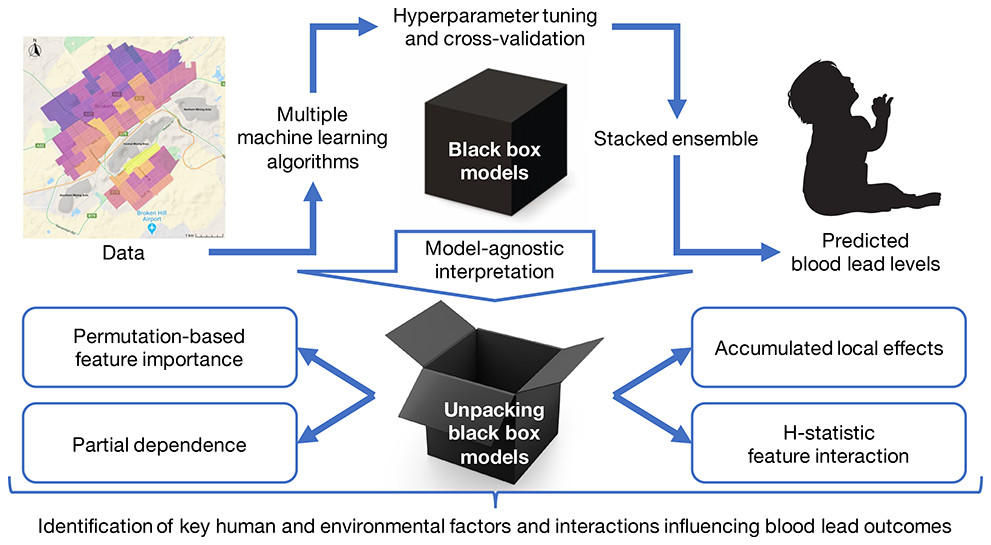 Hyperparameter tuning
and cross-validation
Multiple
machine learning
algorithms
Black box
models
Stacked ensemble
Broken Hill
Airport
Data
Predicted
blood lead levels
Model-agnostic
interpretation
Permutation-based
feature importance
Accumulated local effects
Unpacking
black box
models
Partial dependence
H-statistic
feature interaction
Identification of key human and environmental factors and interactions influencing blood lead outcomes